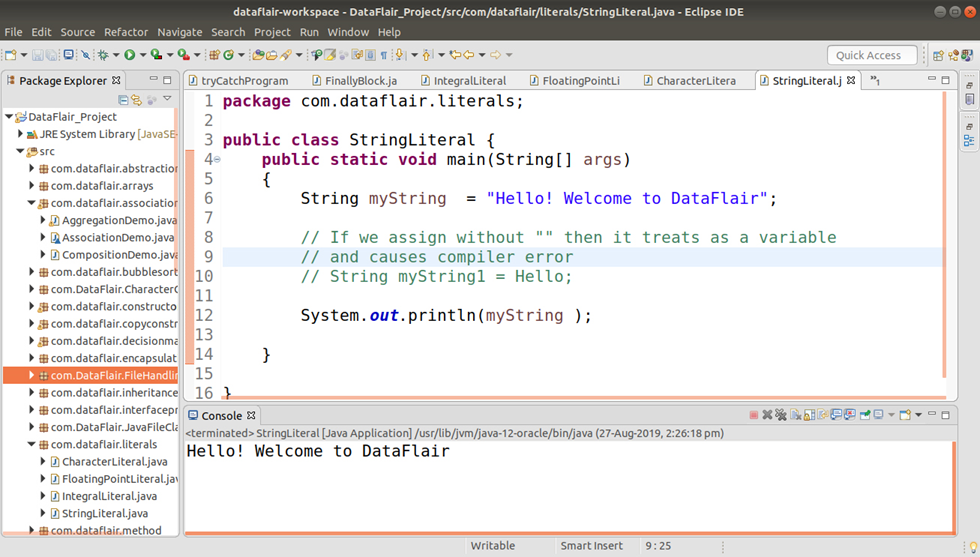 dataflair-workspace - DataFlair_Project/src/com/dataflair/literals/StringLiteral.java - Eclipse IDE
File Edit Source Refactor Navigate Search Project Run Window Help
Quick Access
Package Explorer
tryCatchProgram FinallyBlock.ja IntegralLiteral FloatingPointLi CharacterLitera StringLiteral.j »1
DataFlair_Project
JRE System Library [JavaSE-
src
com.dataflair.abstraction
com.dataflair.arrays
com.dataflair.association
AggregationDemo.java
AssociationDemo.java
CompositionDemo.java
com.dataflair.bubblesort
com.DataFlair.CharacterC
com.dataflair.constructo
com.dataflair.copyconstr
com.dataflair.decisionma
com.dataflair.encapsulat
com.DataFlair.FileHandlin
com.dataflair.inheritance
com.dataflair.interfacepr
com.DataFlair.JavaFileCla
com.dataflair.literals
CharacterLiteral.java
FloatingPointLiteral.jav
IntegralLiteral.java
StringLiteral.java
com.dataflair.method
1 package com.dataflair.literals;
2
3 public class StringLiteral {
4 public static void main(String[] args)
5 {
6 String myString = "Hello! Welcome to DataFlair";
7
8 // If we assign without "" then it treats as a variable
9 // and causes compiler error
10 // String myString1 = Hello;
11
12 System.out.println(myString );
13
14 }
15
16 }
Console
<terminated> StringLiteral [Java Application] /usr/lib/jvm/java-12-oracle/bin/java (27-Aug-2019, 2:26:18 pm)
Hello! Welcome to DataFlair
Writable Smart Insert 9:25